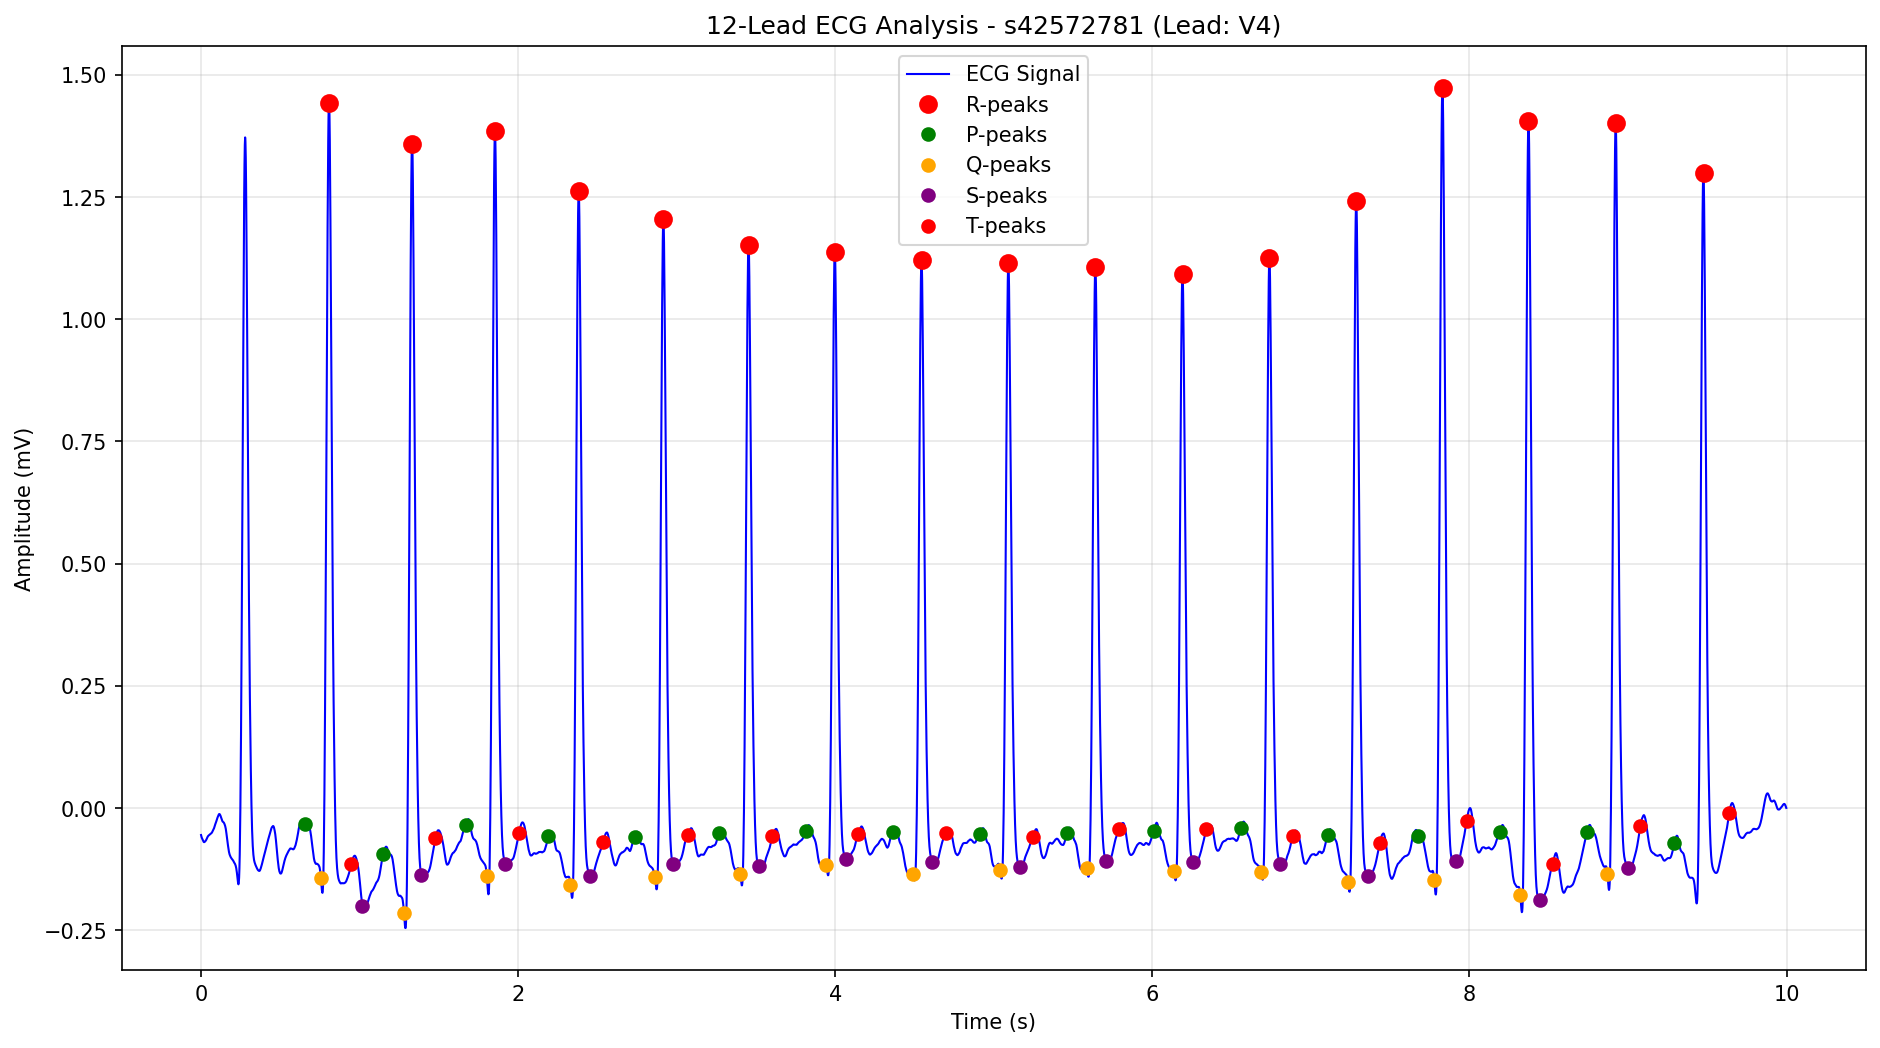 12-Lead ECG Analysis - s42572781 (Lead: V4)
ECG Signal
R-peaks
P-peaks
Q-peaks
S-peaks
T-peaks
1.50
1.25
1.00
0.75
0.50
0.25
0.00
−0.25
Amplitude (mV)
0 2 4 6 8 10
Time (s)